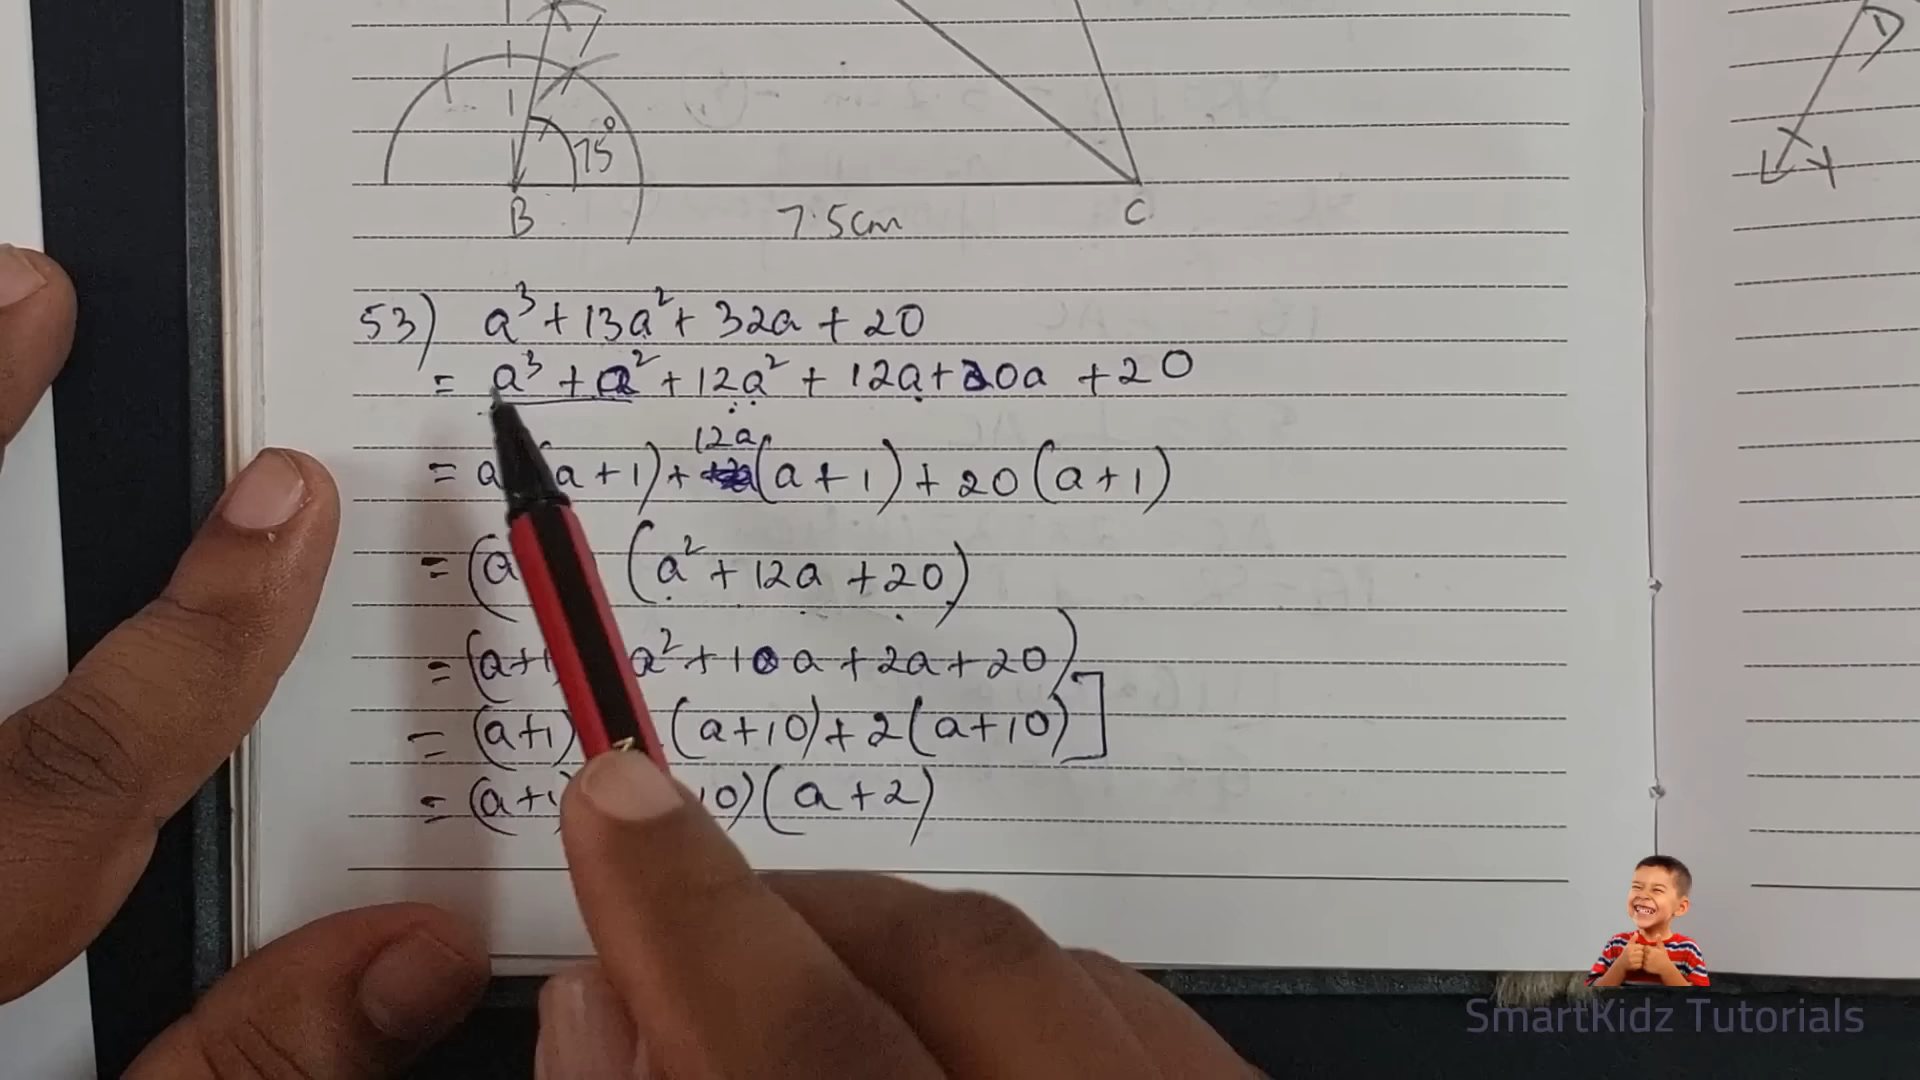 75°
B 7.5cm C
53) a³ + 13a² + 32a + 20
= a³ + a² + 12a² + 12a + 20a + 20
12a
= a (a + 1) + (a + 1) + 20 (a + 1)
= (a (a² + 12a + 20)
= (a+1 a² + 10a + 2a + 20)
= (a+1) (a+10) + 2(a+10)]
= (a+1 10) (a + 2)
SmartKidz Tutorials